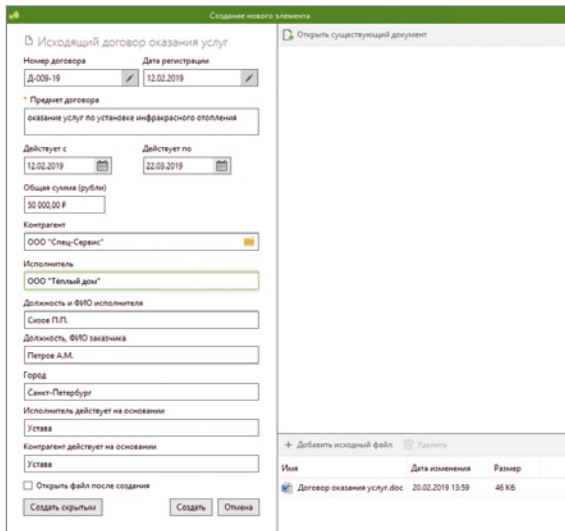 Создание нового элемента
Исходящий договор оказания услуг
Номер договора
Дата регистрации
Д-009-19
12.02.2019
* Предмет договора
оказание услуг по установке инфракрасного отопления
Действует с
Действует по
12.02.2019
22.03.2019
Общая сумма (рубли)
50 000,00 ₽
Контрагент
ООО "Спец-Сервис"
Исполнитель
ООО "Тёплый дом"
Должность и ФИО исполнителя
Сизов П.П.
Должность, ФИО заказчика
Петров А.М.
Город
Санкт-Петербург
Исполнитель действует на основании
Устава
Контрагент действует на основании
Устава
Открыть файл после создания
Создать скрытым
Создать
Отмена
Открыть существующий документ
+ Добавить исходный файл
Удалить
Имя
Дата изменения
Размер
Договор оказания услуг.doc
20.02.2019 13:59
46 Кб